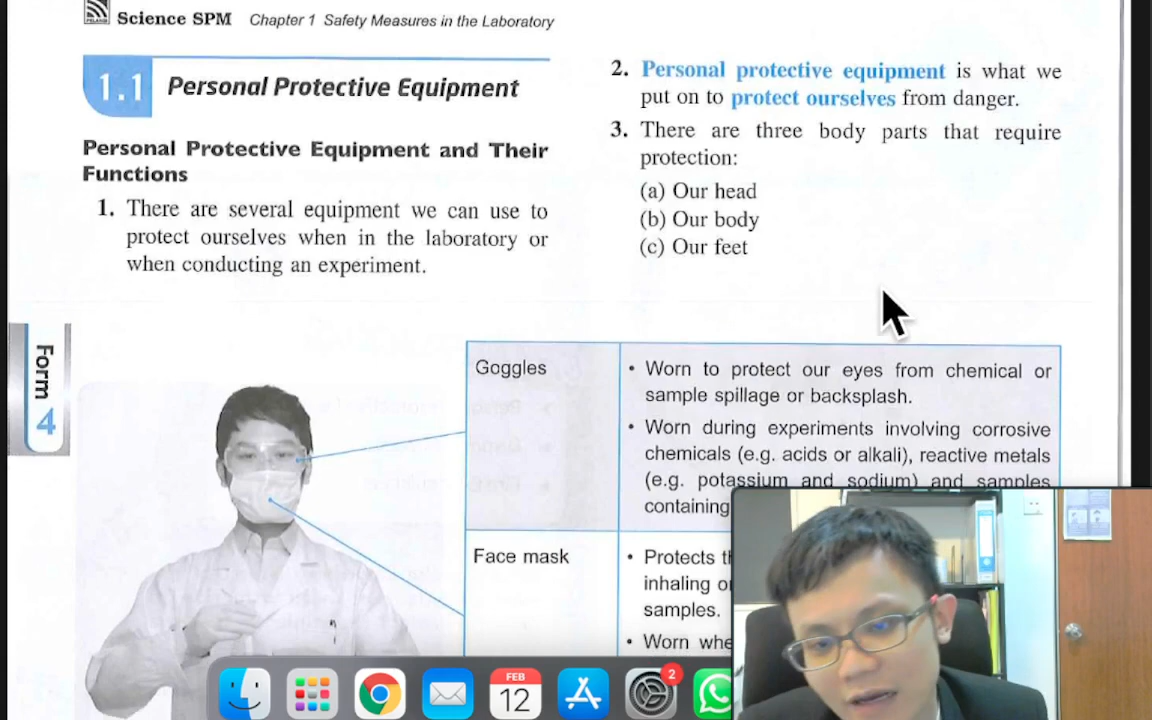 Science SPM Chapter 1 Safety Measures in the Laboratory
1.1 Personal Protective Equipment
Personal Protective Equipment and Their
Functions
1. There are several equipment we can use to
protect ourselves when in the laboratory or
when conducting an experiment.
2. Personal protective equipment is what we
put on to protect ourselves from danger.
3. There are three body parts that require
protection:
(a) Our head
(b) Our body
(c) Our feet
Form 4
Goggles
• Worn to protect our eyes from chemical or
sample spillage or backsplash.
• Worn during experiments involving corrosive
chemicals (e.g. acids or alkali), reactive metals
(e.g. potassium and sodium) and samples
containing
Face mask
• Protects
inhaling
samples.
• Worn
FEB
12
2